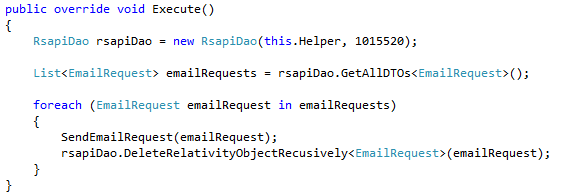 public override void Execute()
{
    RsapiDao rsapiDao = new RsapiDao(this.Helper, 1015520);
    List<EmailRequest> emailRequests = rsapiDao.GetAllDTOs<EmailRequest>();
    foreach (EmailRequest emailRequest in emailRequests)
    {
        SendEmailRequest(emailRequest);
        rsapiDao.DeleteRelativityObjectRecusively<EmailRequest>(emailRequest);
    }
}